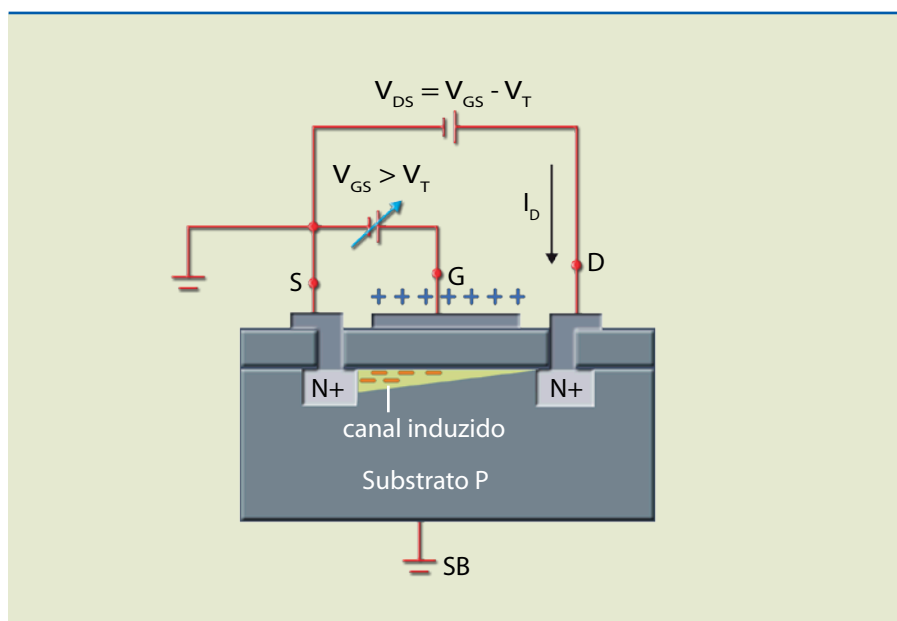 V_DS = V_GS - V_T
V_GS > V_T
I_D
S
G
D
+ + + + + + +
N+
N+
canal induzido
Substrato P
SB